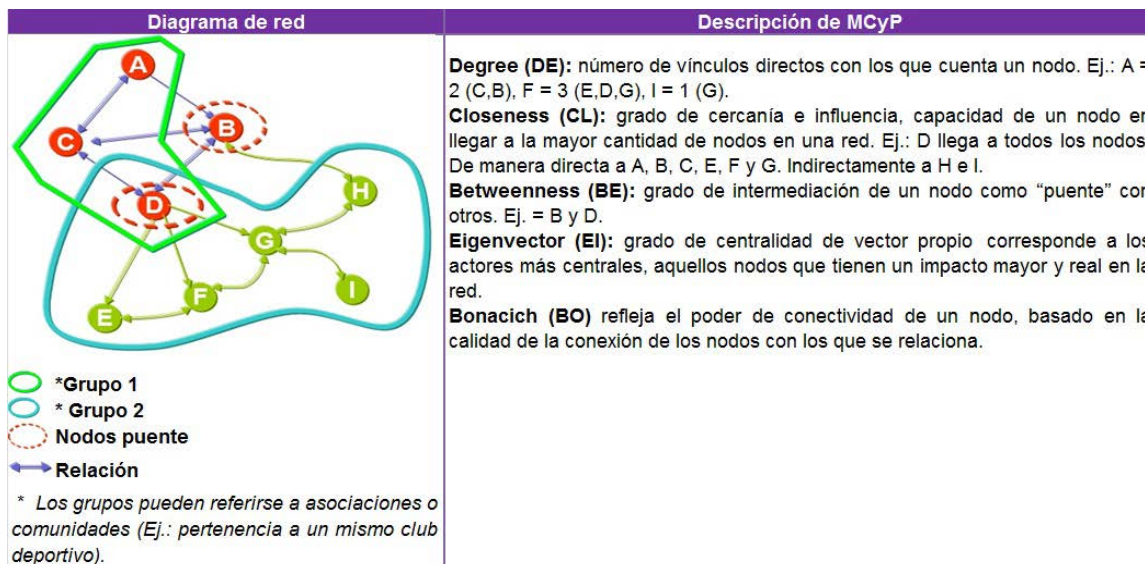 Diagrama de red
Descripción de MCyP
A
B
C
D
H
G
F
I
E
*Grupo 1
* Grupo 2
Nodos puente
Relación
* Los grupos pueden referirse a asociaciones o
comunidades (Ej.: pertenencia a un mismo club
deportivo).
Degree (DE): número de vínculos directos con los que cuenta un nodo. Ej.: A =
2 (C,B), F = 3 (E,D,G), I = 1 (G).
Closeness (CL): grado de cercanía e influencia, capacidad de un nodo en
llegar a la mayor cantidad de nodos en una red. Ej.: D llega a todos los nodos
De manera directa a A, B, C, E, F y G. Indirectamente a H e I.
Betweenness (BE): grado de intermediación de un nodo como “puente” con
otros. Ej. = B y D.
Eigenvector (EI): grado de centralidad de vector propio corresponde a los
actores más centrales, aquellos nodos que tienen un impacto mayor y real en la
red.
Bonacich (BO) refleja el poder de conectividad de un nodo, basado en la
calidad de la conexión de los nodos con los que se relaciona.